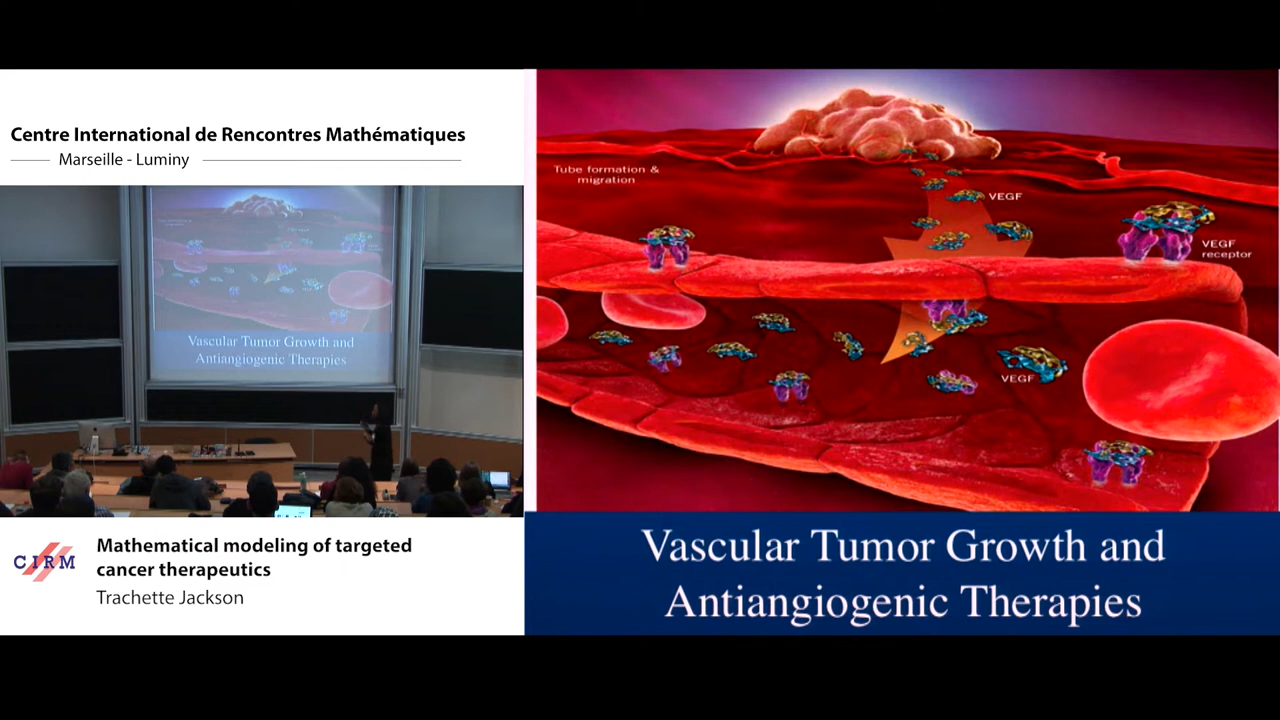 Centre International de Rencontres Mathématiques
Marseille - Luminy
Vascular Tumor Growth and
Antiangiogenic Therapies
CIRM
Mathematical modeling of targeted
cancer therapeutics
Trachette Jackson
Tube formation &
migration
VEGF
VEGF
receptor
VEGF
Vascular Tumor Growth and
Antiangiogenic Therapies